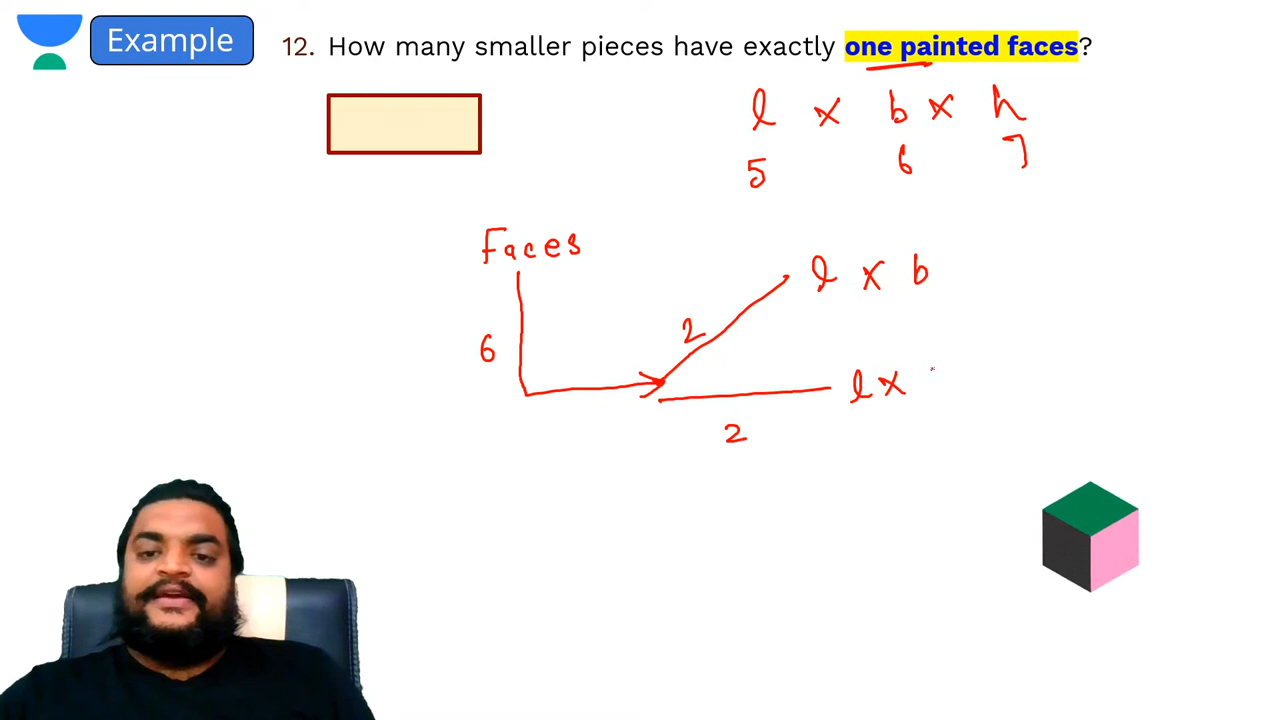 Example
12. How many smaller pieces have exactly one painted faces?
l x b x h
5 6 7
Faces
l x b
2
6
l x
2